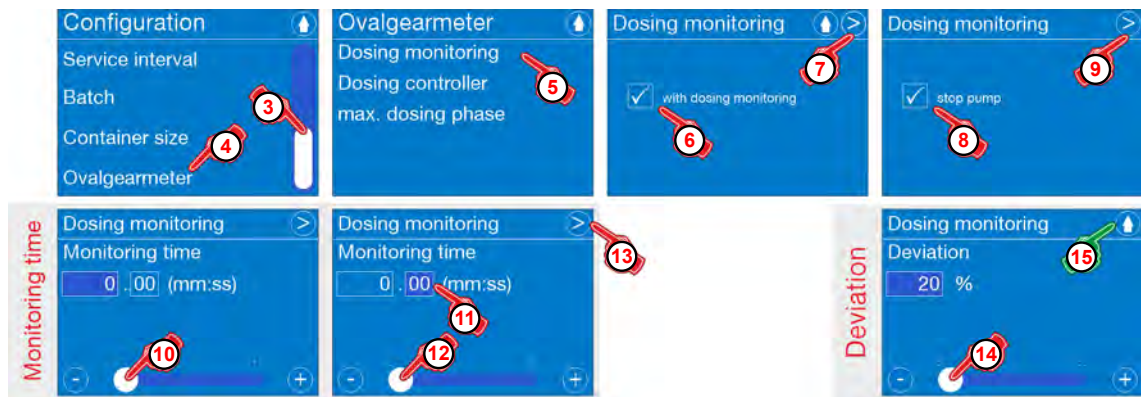 Configuration
Service interval
Batch
Container size
Ovalgearmeter
3
4
Ovalgearmeter
Dosing monitoring
Dosing controller
max. dosing phase
5
Dosing monitoring >
with dosing monitoring
6
7
Dosing monitoring >
stop pump
8
9
Monitoring time
Dosing monitoring >
Monitoring time
0 . 00 (mm:ss)
10
- +
Dosing monitoring >
Monitoring time
0 . 00 (mm:ss)
11
12
- +
13
Deviation
Dosing monitoring
Deviation
20 %
15
14
- +